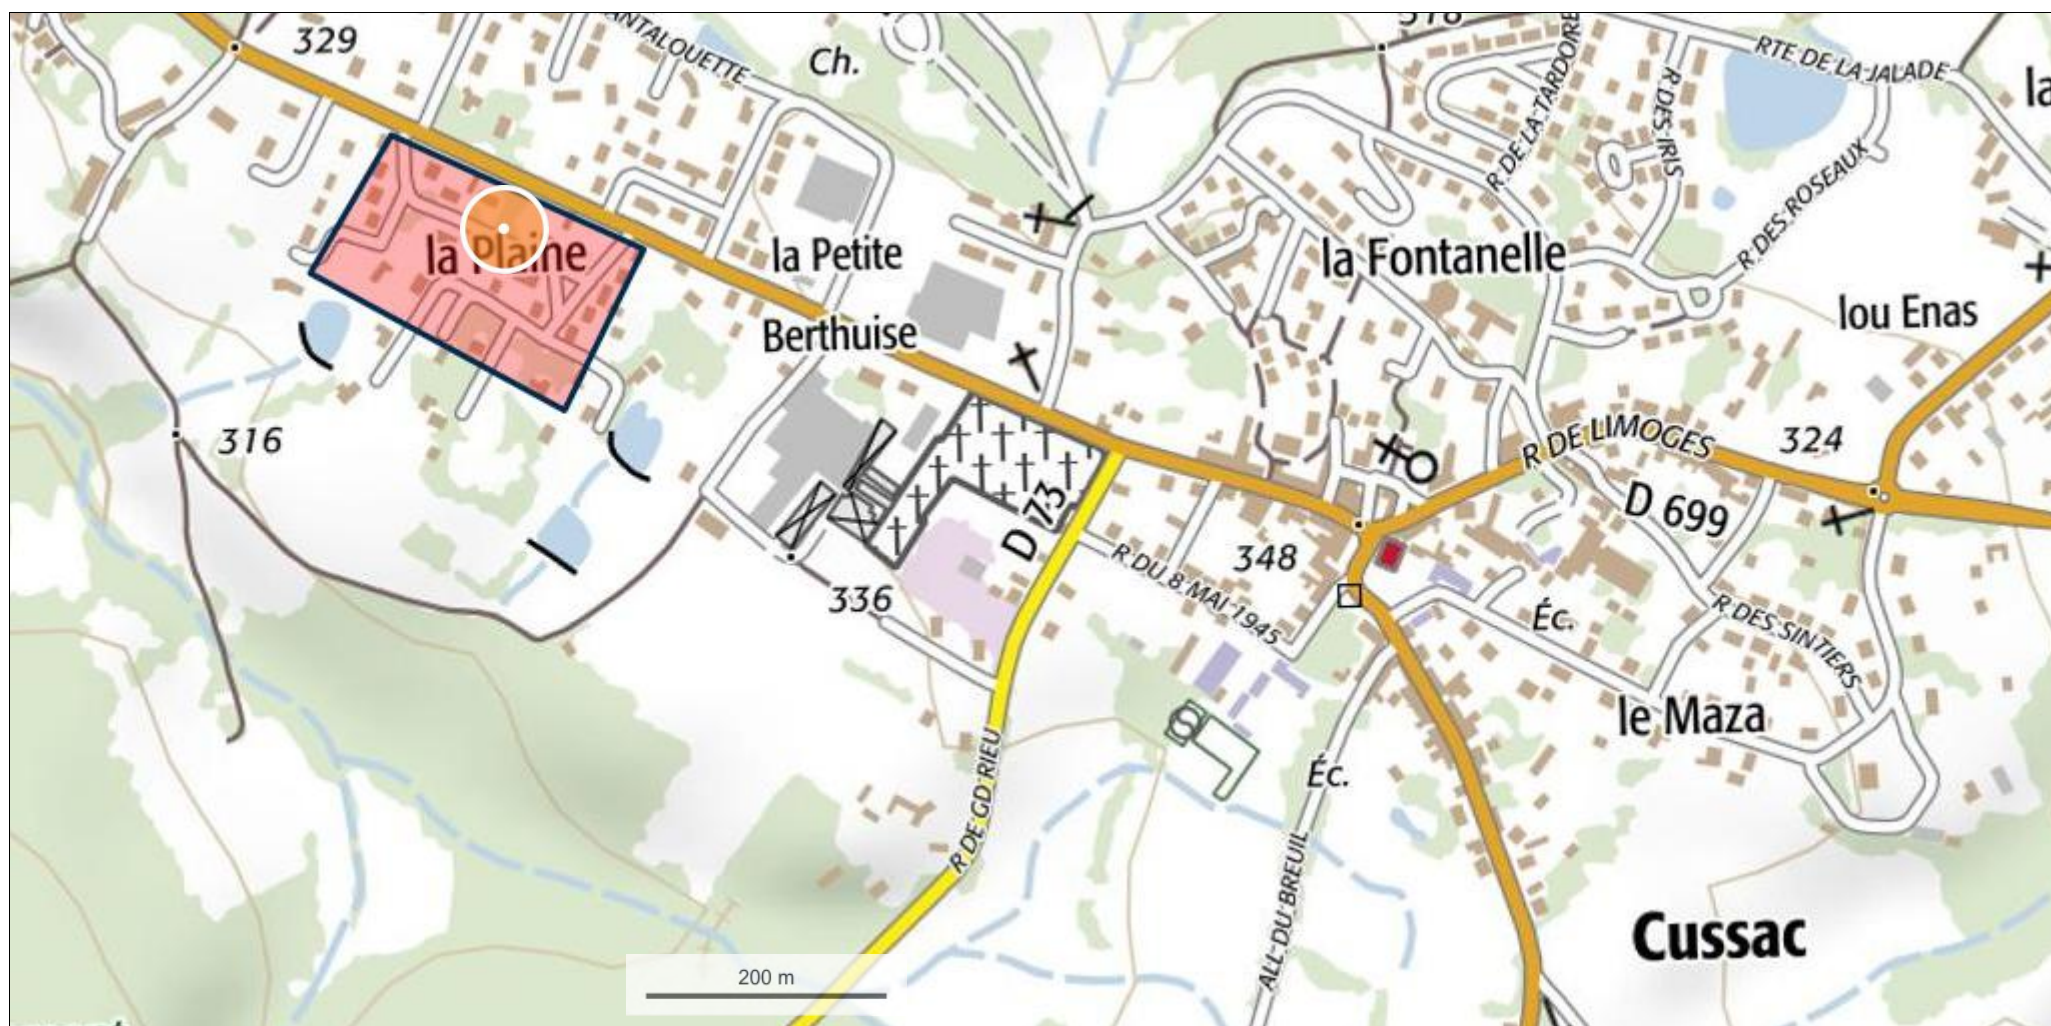 329
ANTALOUETTE
Ch.
318
R DE LA TARDOIRE
R DES IRIS
RTE DE LA JALADE
la
R DES ROSEAUX
la Plaine
la Petite
Berthuise
la Fontanelle
lou Enas
316
R DE LIMOGES
324
D 699
D 73
348
R DU 8 MAI 1945
336
Éc.
R DES SINTIERS
le Maza
R DE GD RIEU
Éc.
ALL DU BREUIL
Cussac
200 m